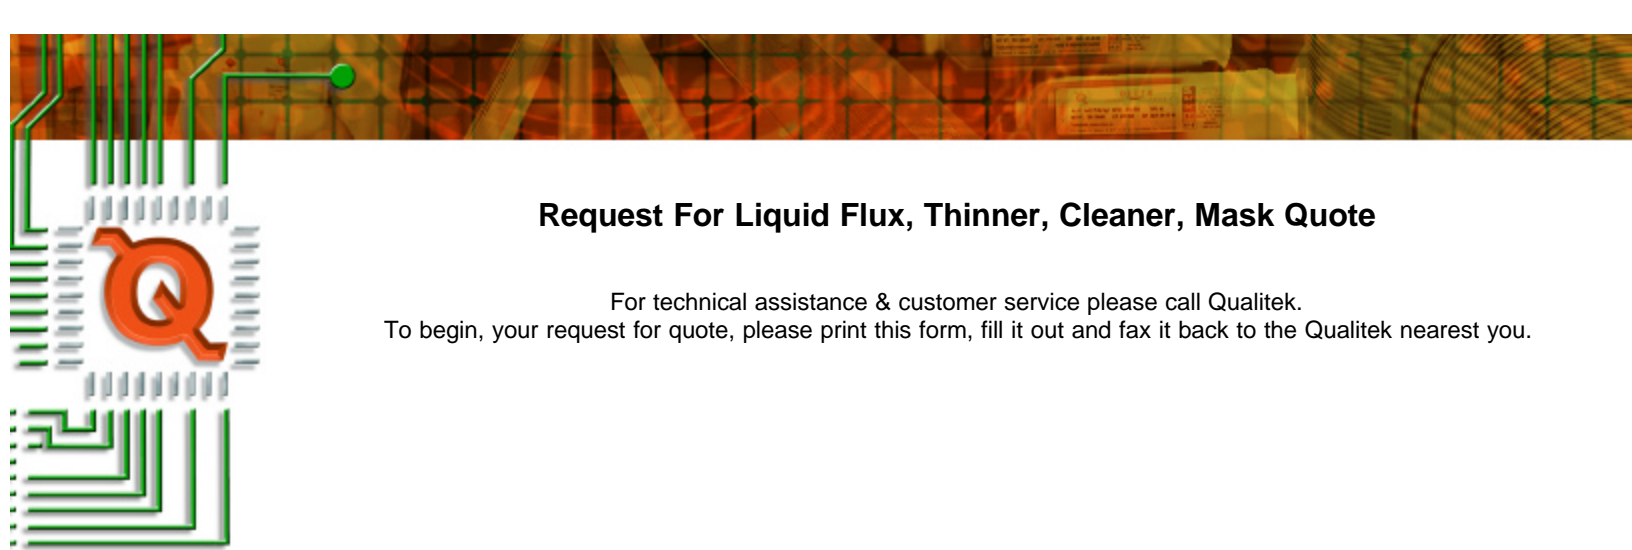 Request For Liquid Flux, Thinner, Cleaner, Mask Quote
For technical assistance & customer service please call Qualitek.
To begin, your request for quote, please print this form, fill it out and fax it back to the Qualitek nearest you.
Q